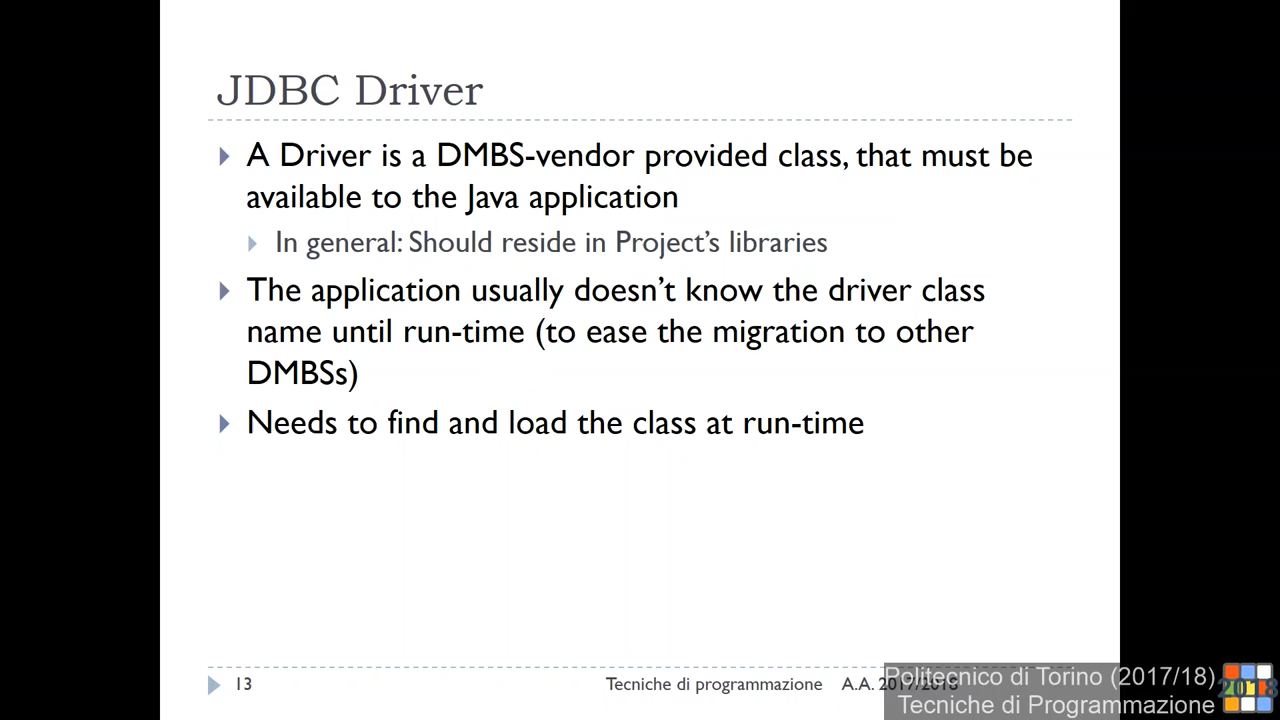 JDBC Driver
A Driver is a DMBS-vendor provided class, that must be
available to the Java application
In general: Should reside in Project's libraries
The application usually doesn't know the driver class
name until run-time (to ease the migration to other
DMBSs)
Needs to find and load the class at run-time
13
Tecniche di programmazione A.A. 2017/2018
Politecnico di Torino (2017/18)
Tecniche di Programmazione
2018